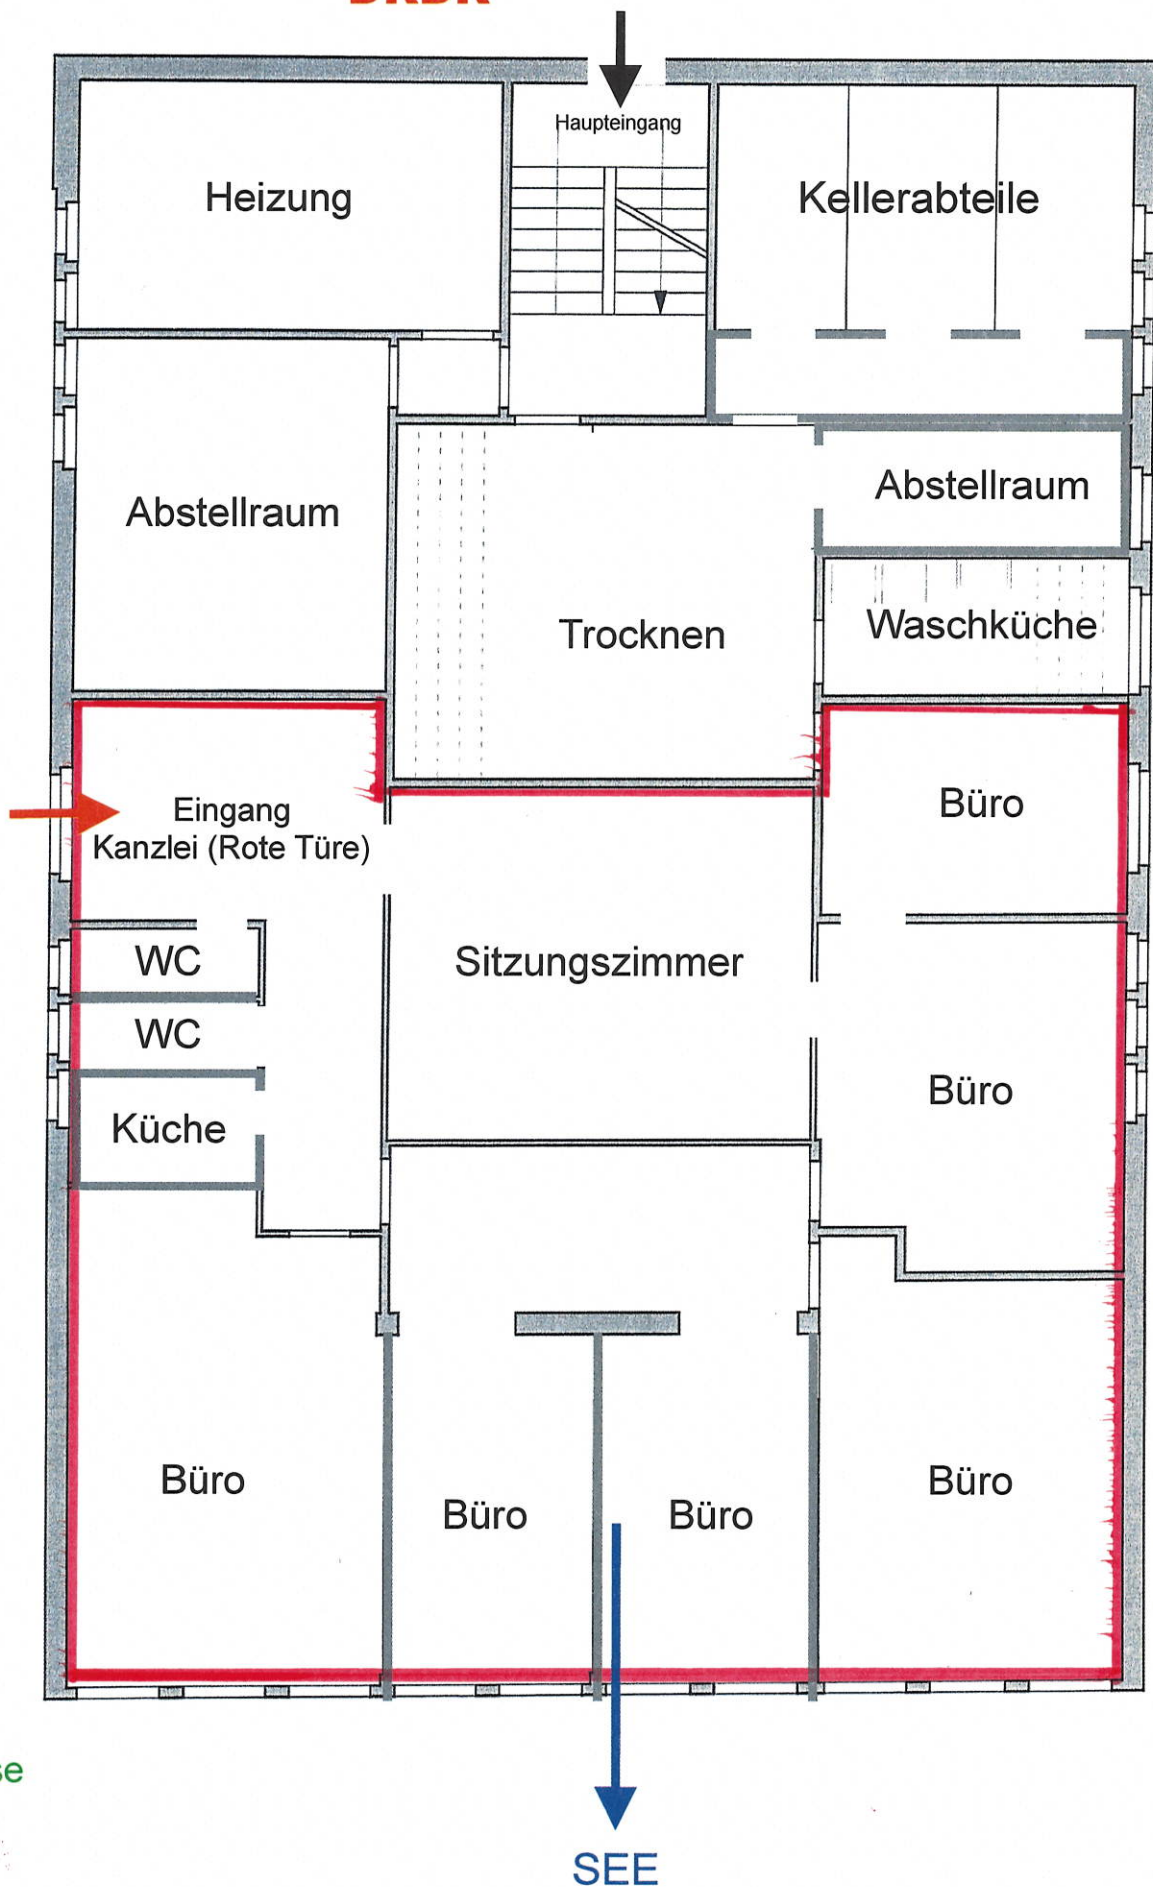 Haupteingang
Heizung
Kellerabteile
Abstellraum
Abstellraum
Trocknen
Waschküche
Eingang
Kanzlei (Rote Türe)
Büro
WC
Sitzungszimmer
WC
Büro
Küche
Büro
Büro
Büro
Büro
SEE